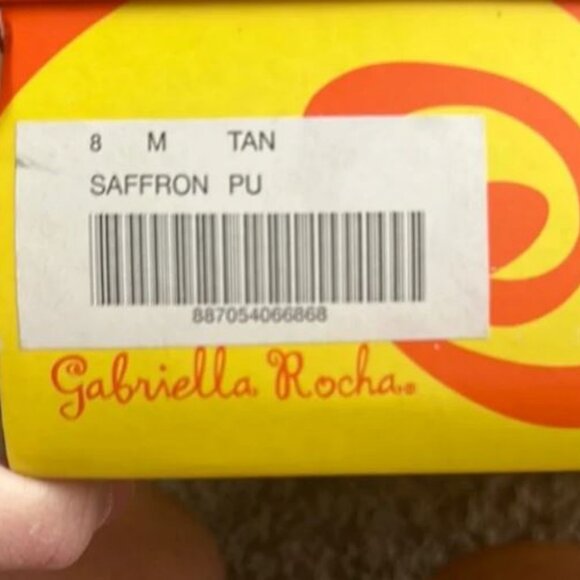 8 M TAN
SAFFRON PU
887054066868
Gabriella Rocha®